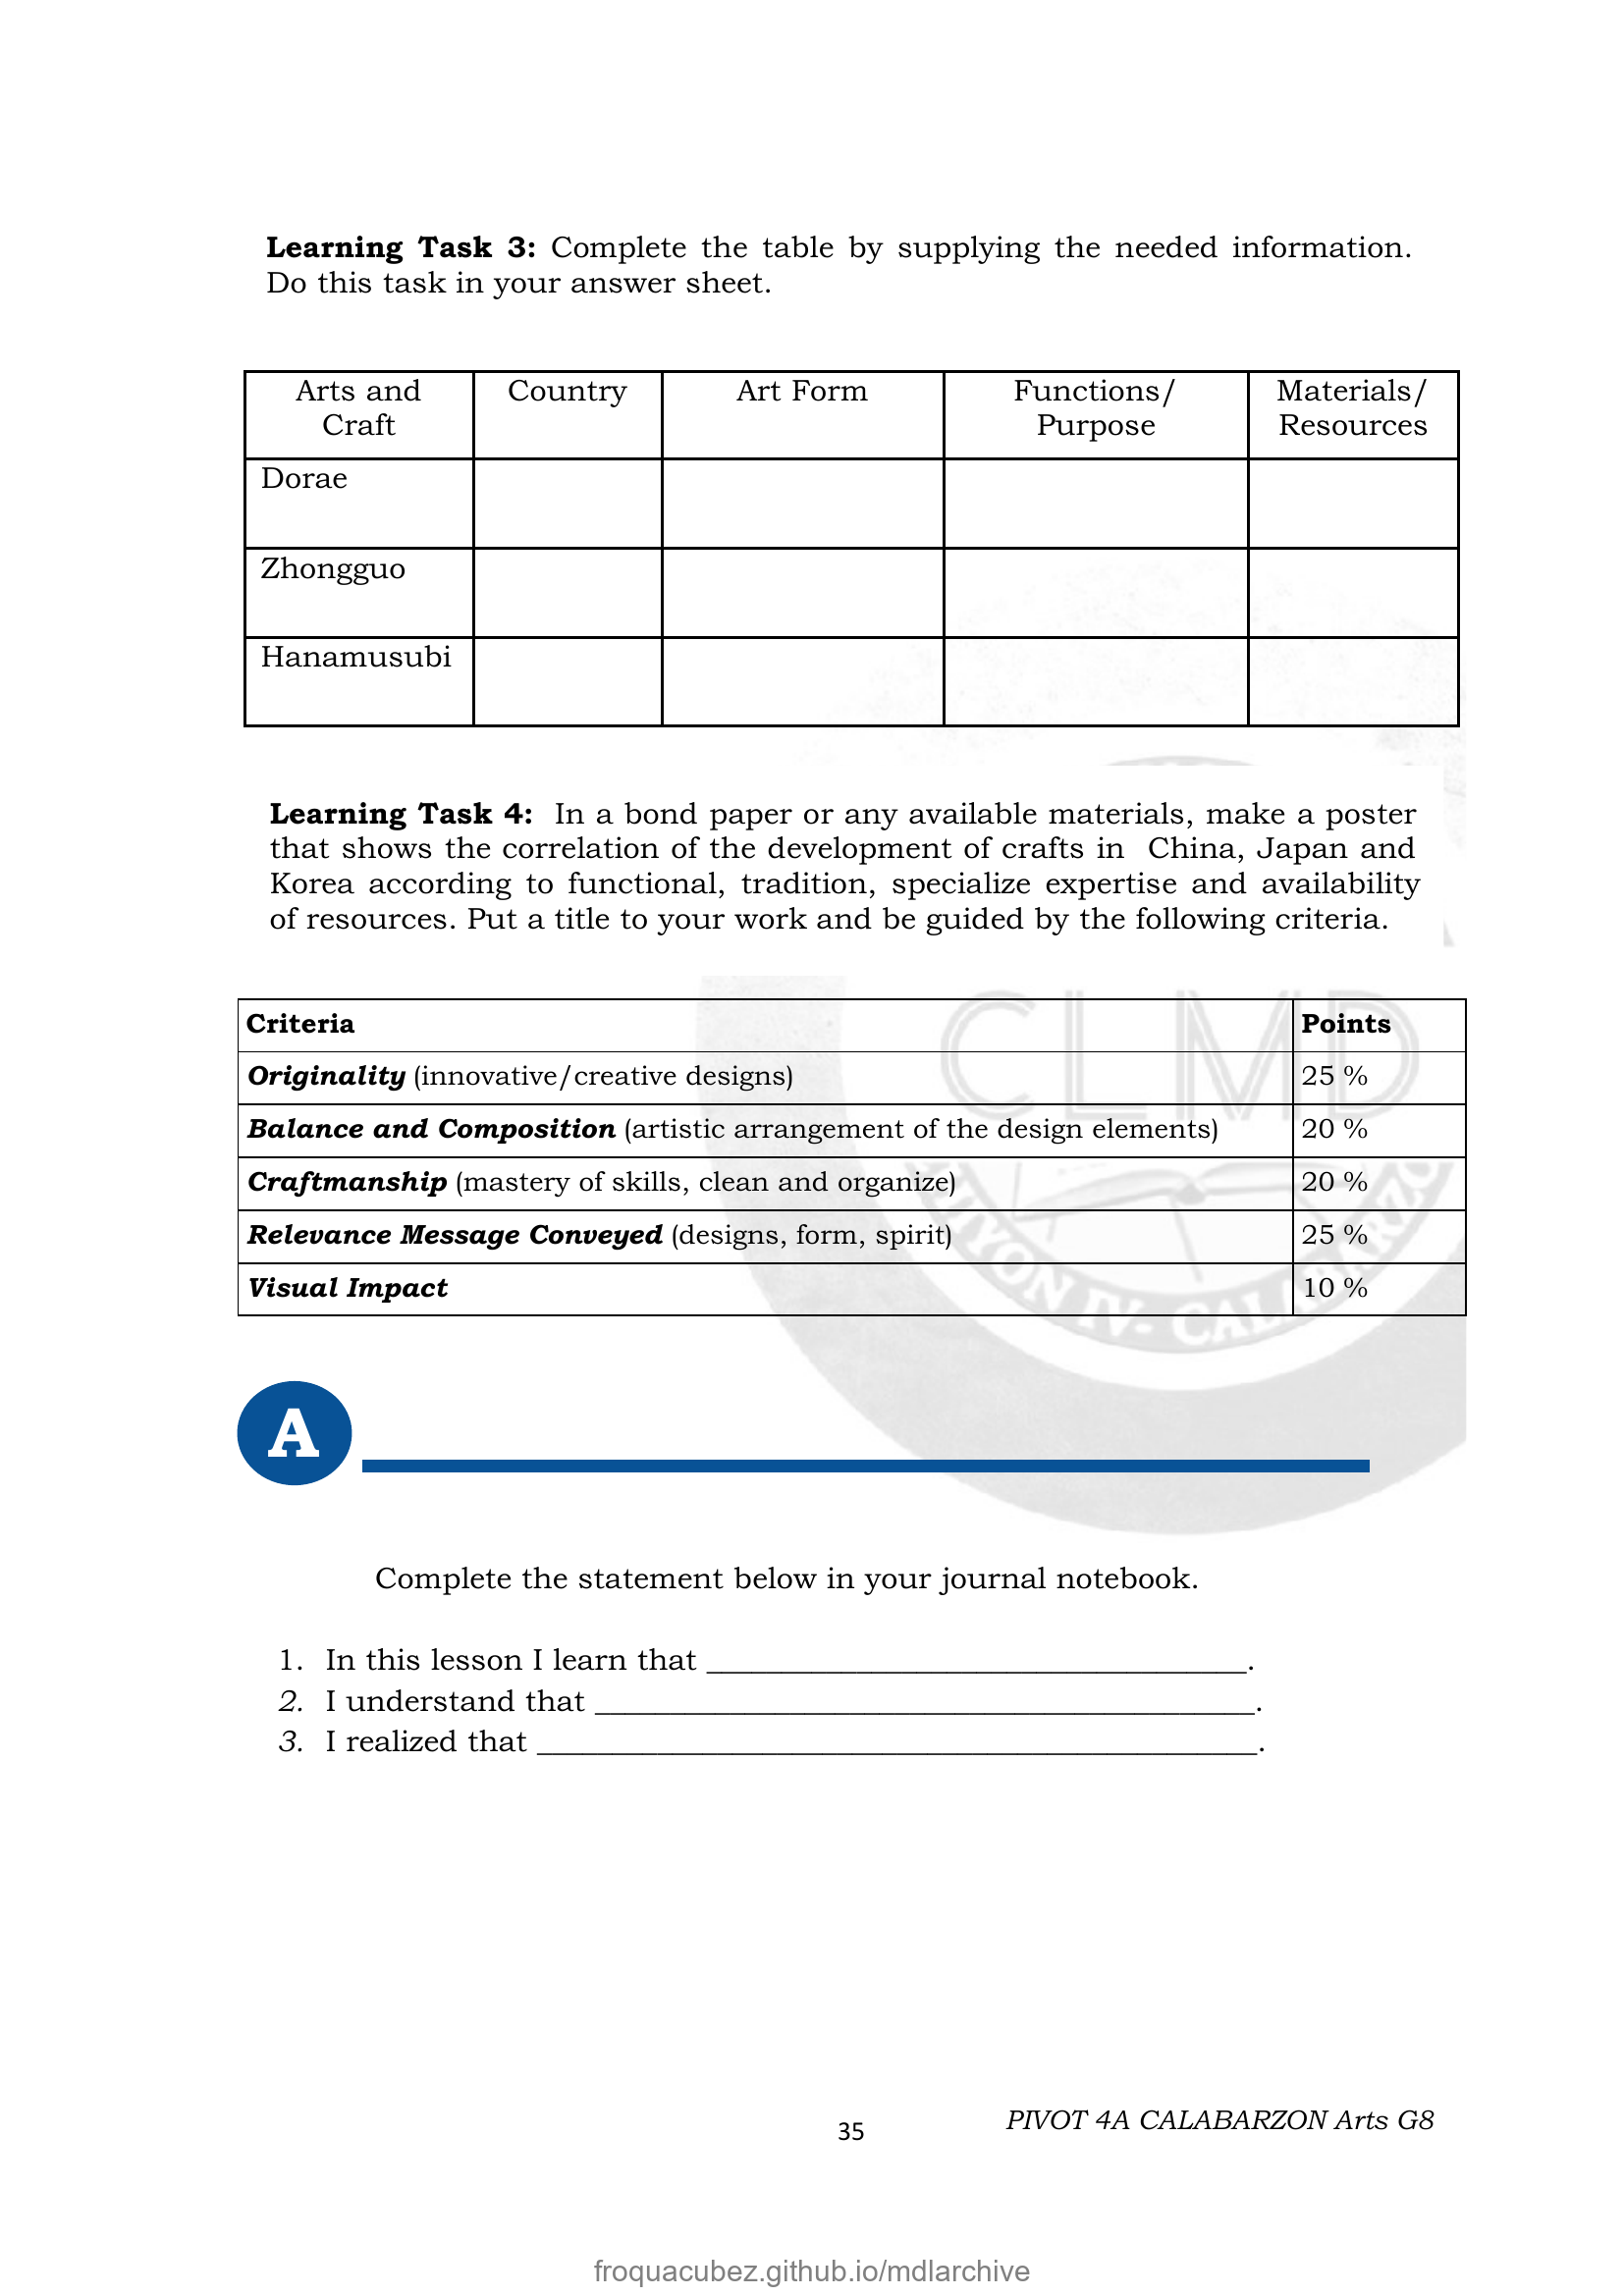 Learning Task 3: Complete the table by supplying the needed information.
Do this task in your answer sheet.
Arts and Craft Country Art Form Functions/ Purpose Materials/ Resources
Dorae
Zhongguo
Hanamusubi
Learning Task 4: In a bond paper or any available materials, make a poster
that shows the correlation of the development of crafts in China, Japan and
Korea according to functional, tradition, specialize expertise and availability
of resources. Put a title to your work and be guided by the following criteria.
CLMD
Criteria Points
Originality (innovative/creative designs) 25 %
Balance and Composition (artistic arrangement of the design elements) 20 %
Craftmanship (mastery of skills, clean and organize) 20 %
Relevance Message Conveyed (designs, form, spirit) 25 %
Visual Impact 10 %
IV- CALABARZO
A
Complete the statement below in your journal notebook.
1. In this lesson I learn that ____________________________________.
2. I understand that ____________________________________________.
3. I realized that ________________________________________________.
35
PIVOT 4A CALABARZON Arts G8
froquacubez.github.io/mdlarchive